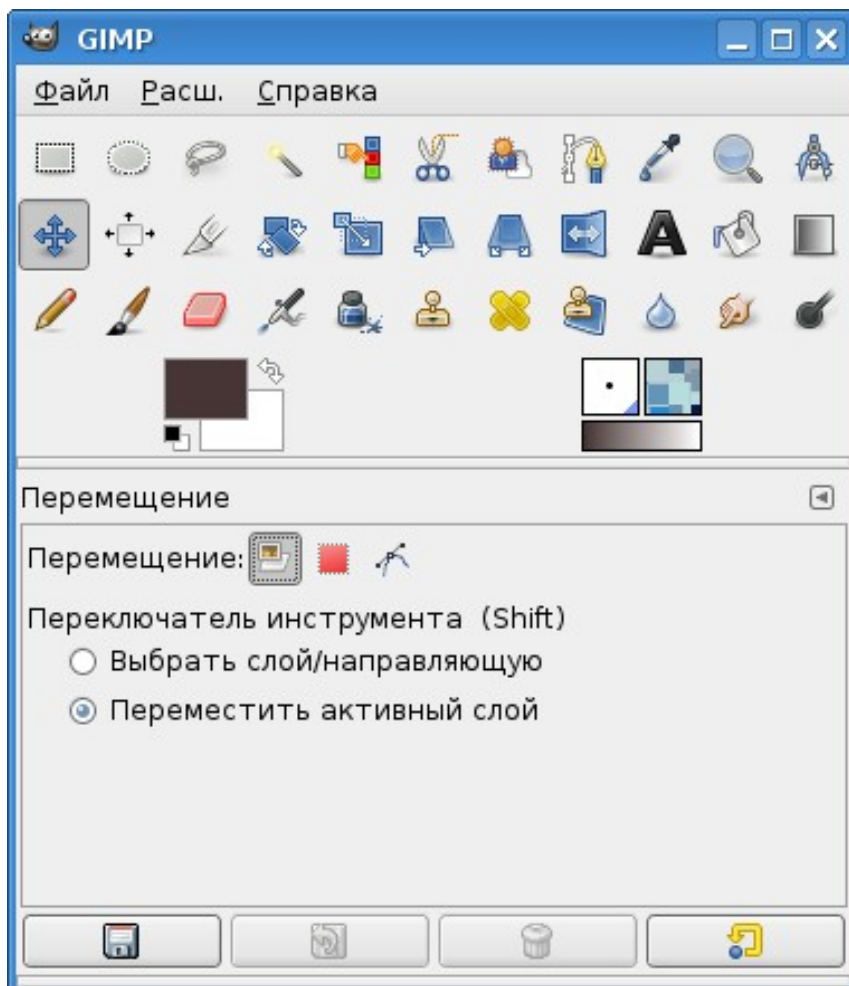 GIMP
Файл Расш. Справка
Перемещение
Перемещение:
Переключатель инструмента (Shift)
Выбрать слой/направляющую
Переместить активный слой